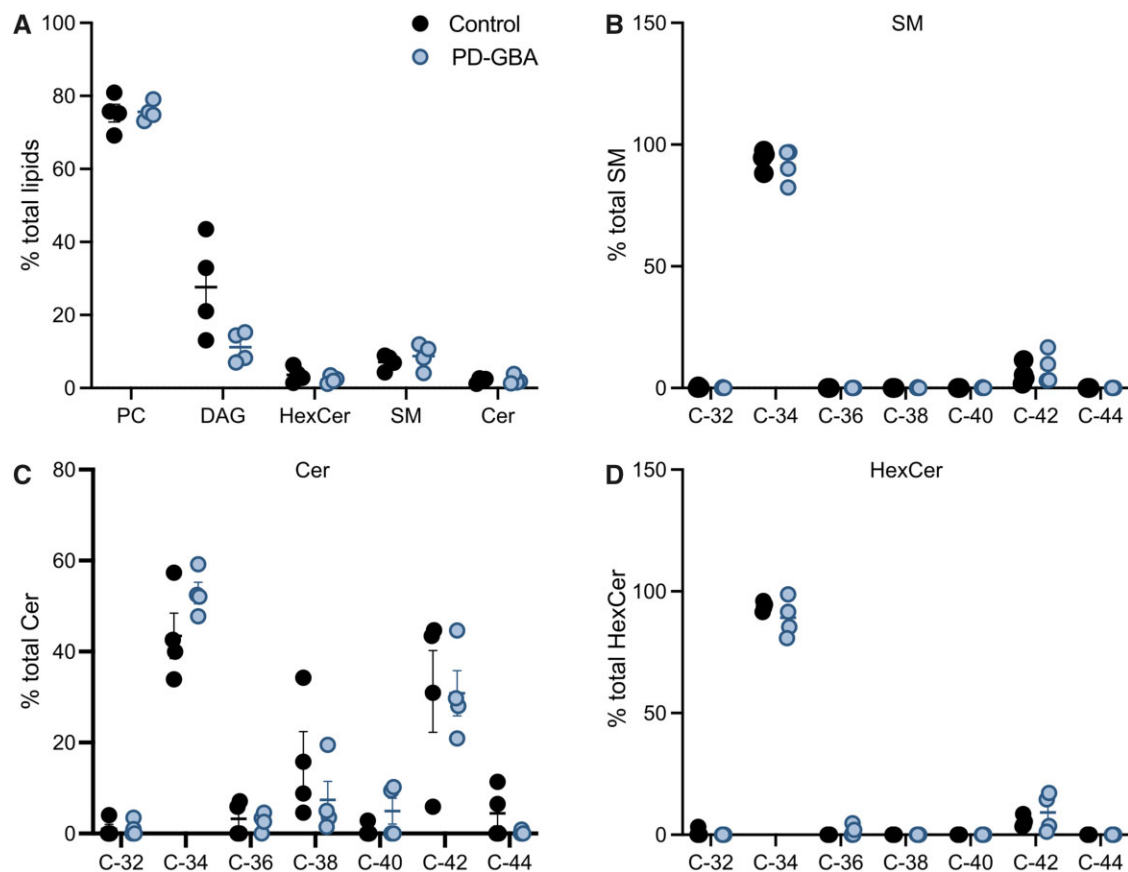 A
Control
PD-GBA
% total lipids
100
80
60
40
20
0
PC DAG HexCer SM Cer
B
SM
% total SM
150
100
50
0
C-32 C-34 C-36 C-38 C-40 C-42 C-44
C
Cer
% total Cer
80
60
40
20
0
C-32 C-34 C-36 C-38 C-40 C-42 C-44
D
HexCer
% total HexCer
150
100
50
0
C-32 C-34 C-36 C-38 C-40 C-42 C-44